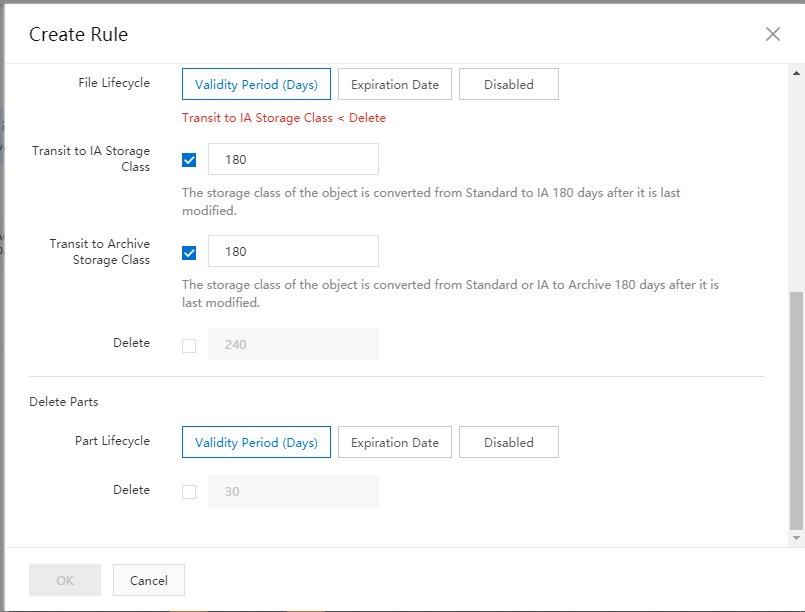 Create Rule
File Lifecycle
Validity Period (Days)
Expiration Date
Disabled
Transit to IA Storage Class < Delete
Transit to IA Storage
Class
180
The storage class of the object is converted from Standard to IA 180 days after it is last
modified.
Transit to Archive
Storage Class
180
The storage class of the object is converted from Standard or IA to Archive 180 days after it is
last modified.
Delete
240
Delete Parts
Part Lifecycle
Validity Period (Days)
Expiration Date
Disabled
Delete
30
OK
Cancel